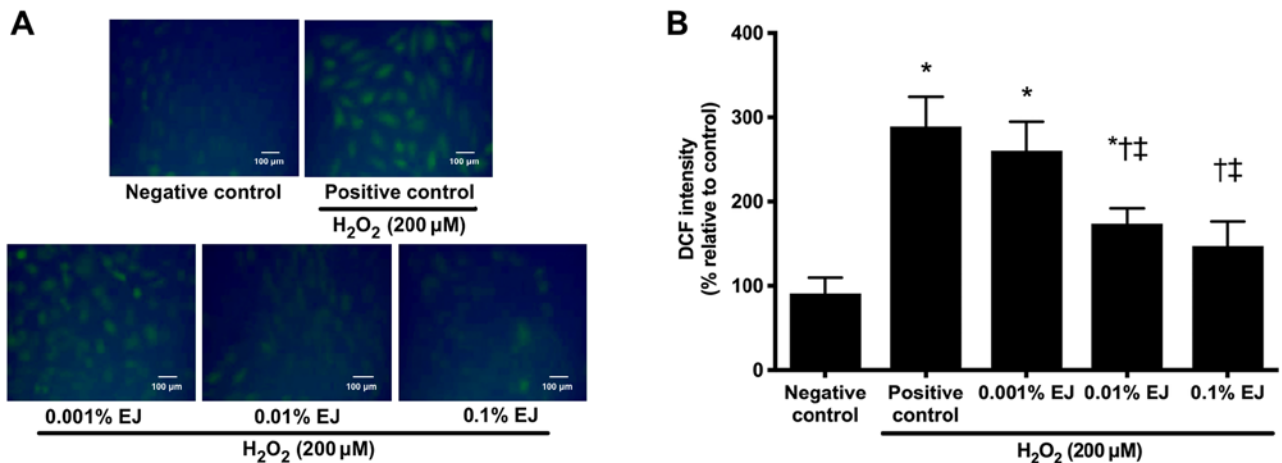 A
100 μm
100 μm
Negative control
Positive control
H₂O₂ (200 μM)
100 μm
100 μm
100 μm
0.001% EJ
0.01% EJ
0.1% EJ
H₂O₂ (200 μM)
B
DCF intensity
(% relative to control)
400
300
200
100
0
*
*
*†‡
†‡
Negative
control
Positive
control
0.001% EJ
0.01% EJ
0.1% EJ
H₂O₂ (200 μM)